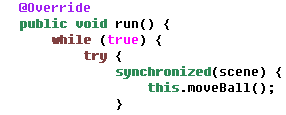 @Override
public void run() {
while (true) {
try {
synchronized(scene) {
this.moveBall();
}